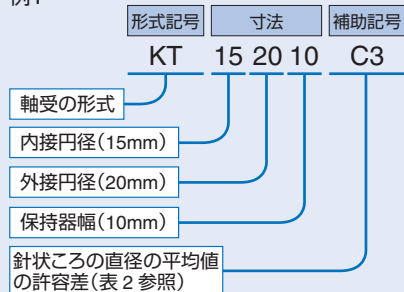 形式記号 寸法 補助記号
KT 15 20 10 C3
軸受の形式
内接円径(15mm)
外接円径(20mm)
保持器幅(10mm)
針状ころの直径の平均値
の許容差(表2参照)